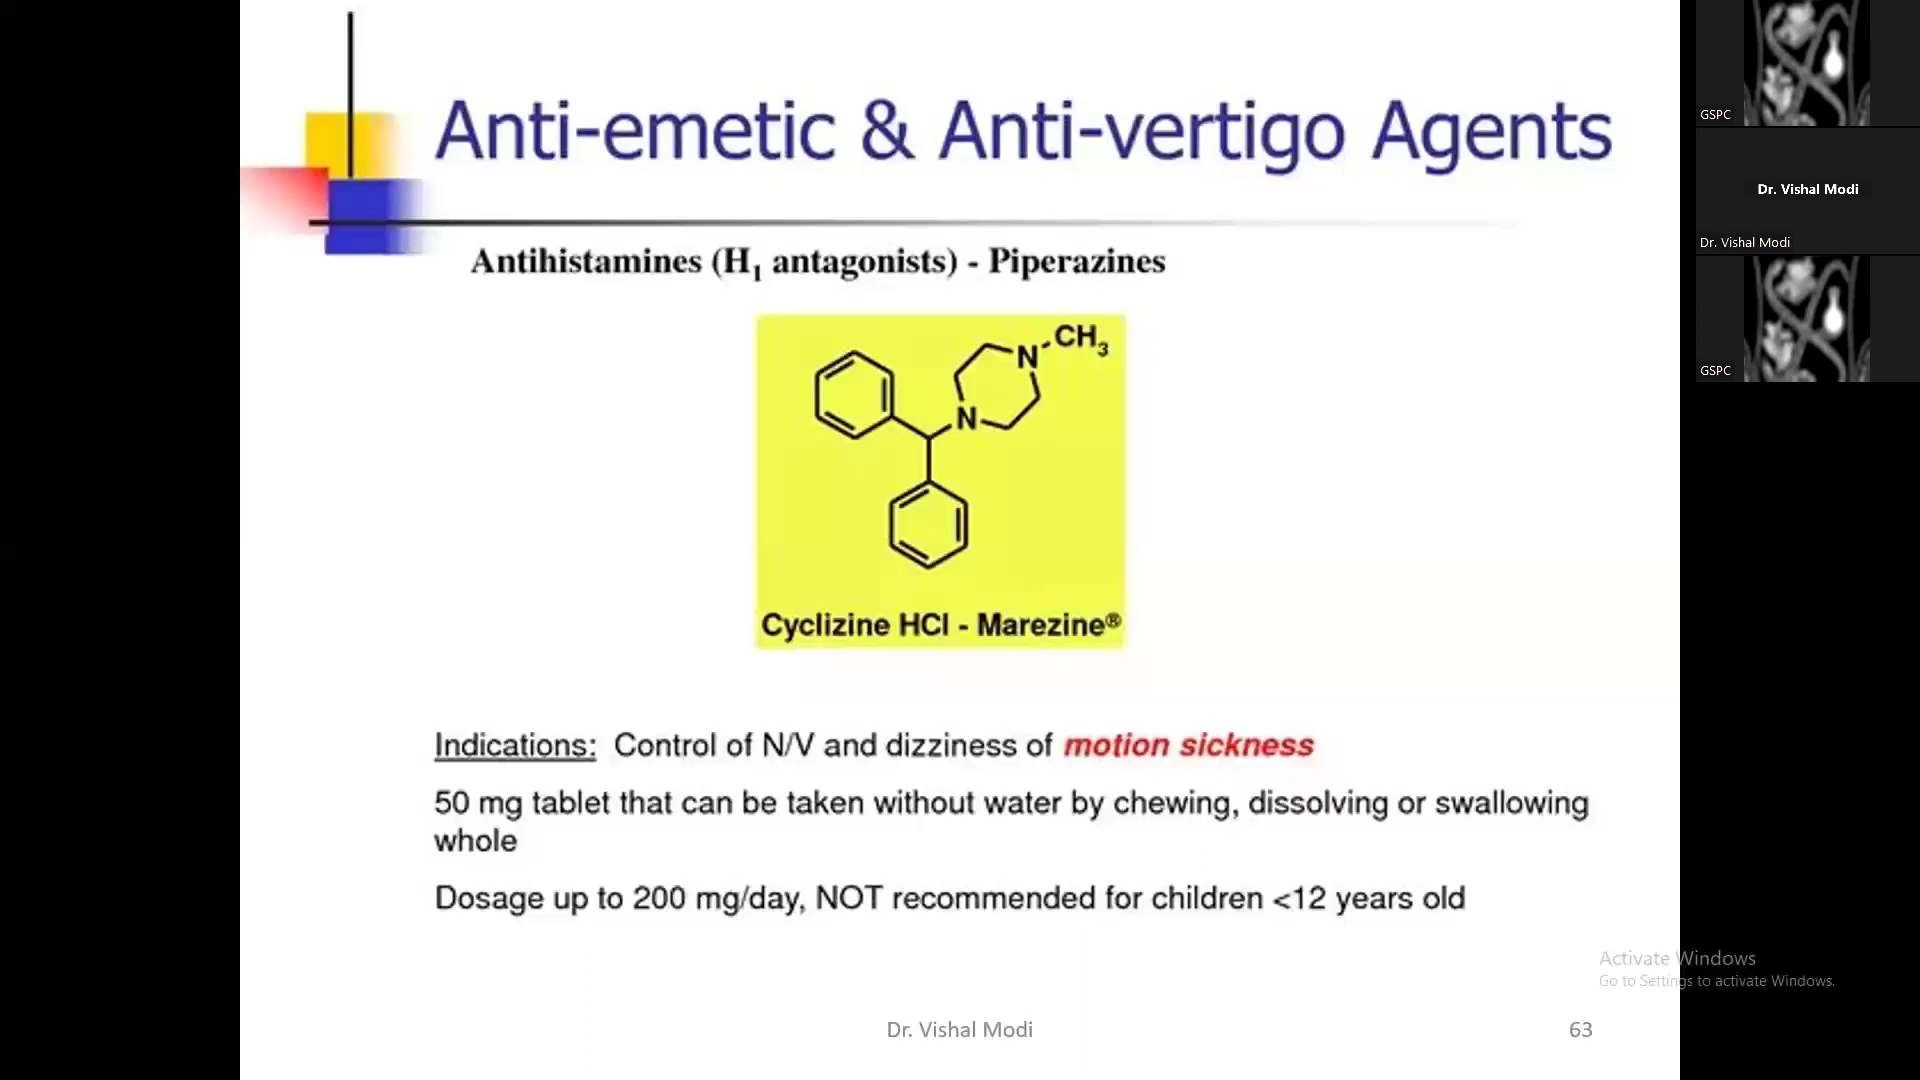 Anti-emetic & Anti-vertigo Agents
Antihistamines (H₁ antagonists) - Piperazines
CH₃
N
N
Cyclizine HCl - Marezine®
Indications: Control of N/V and dizziness of motion sickness
50 mg tablet that can be taken without water by chewing, dissolving or swallowing
whole
Dosage up to 200 mg/day, NOT recommended for children <12 years old
Dr. Vishal Modi
63
Activate Windows
Go to Settings to activate Windows.
GSPC
Dr. Vishal Modi
Dr. Vishal Modi
GSPC